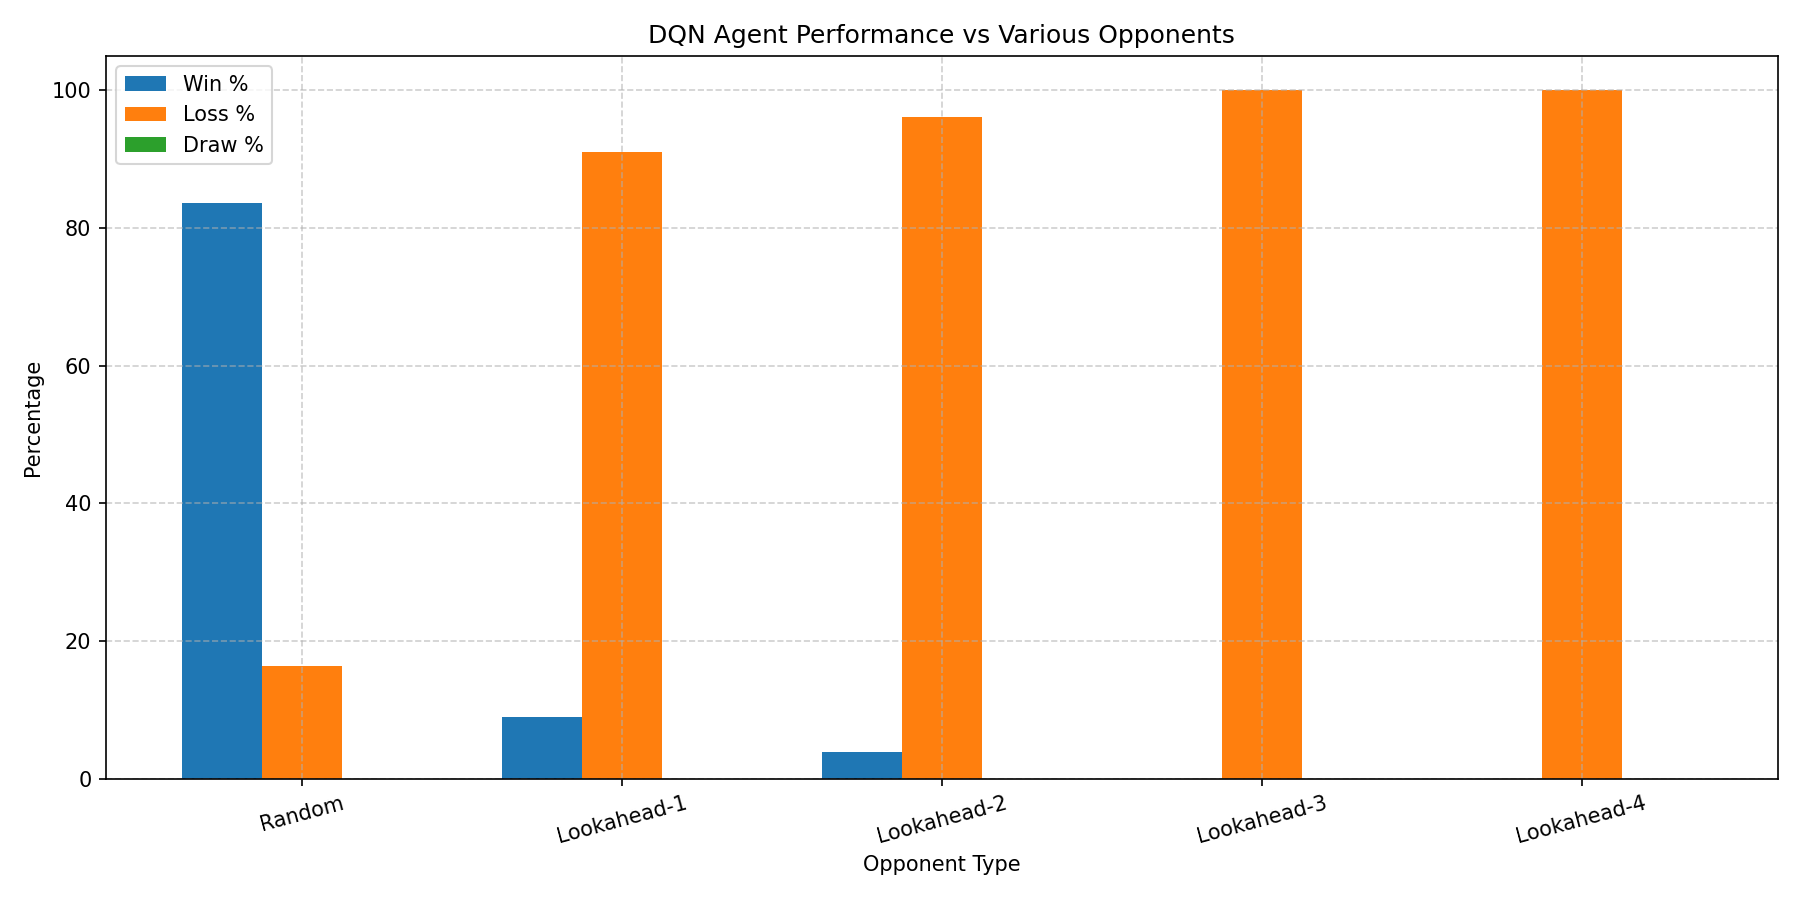 DQN Agent Performance vs Various Opponents
Win %
Loss %
Draw %
100
80
60
40
20
0
Percentage
Random
Lookahead-1
Lookahead-2
Lookahead-3
Lookahead-4
Opponent Type